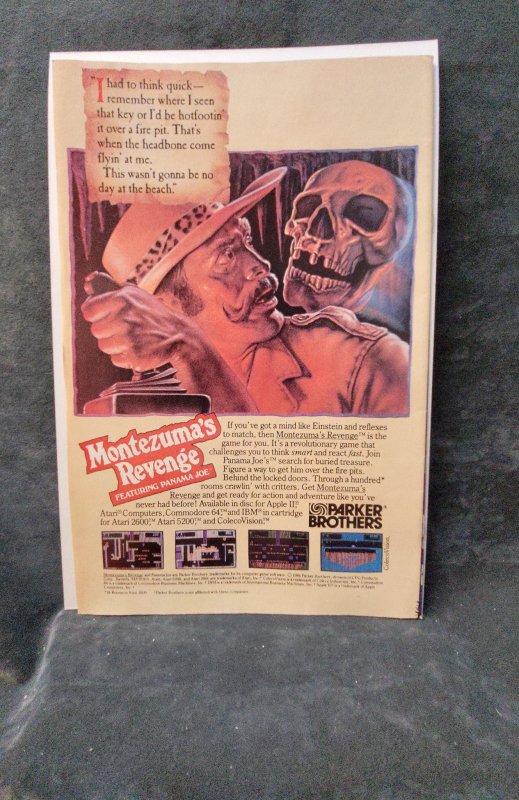 "I had to think quick—
remember where I seen
that key or I'd be hotfootin'
it over a fire pit. That's
when the headbone come
flyin' at me.
"This wasn't gonna be no
day at the beach."
Montezuma's
Revenge
FEATURING PANAMA JOE
If you've got a mind like Einstein and reflexes
to match, then Montezuma's Revenge™ is the
game for you. It's a revolutionary game that
challenges you to think smart and react fast. Join
Panama Joe's™ search for buried treasure.
Figure a way to get him over the fire pits.
Behind the locked doors. Through a hundred*
rooms crawlin' with critters. Get Montezuma's
Revenge and get ready for action and adventure like you've
never had before! Available in disc for Apple II,
Atari Computers, Commodore 64, and IBM in cartridge
for Atari 2600, Atari 5200, and ColecoVision.
PARKER
BROTHERS
ColecoVision